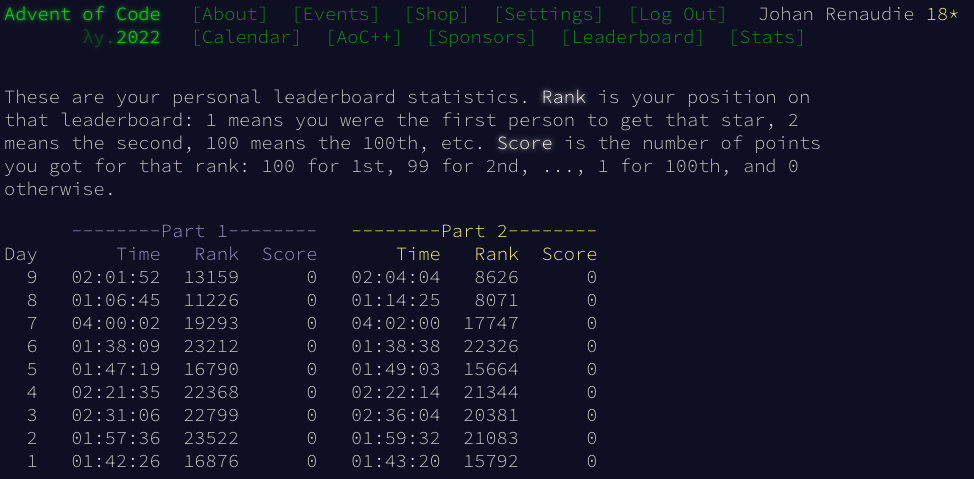 Advent of Code [About] [Events] [Shop] [Settings] [Log Out] Johan Renaudie 18*
λy.2022 [Calendar] [AoC++] [Sponsors] [Leaderboard] [Stats]
These are your personal leaderboard statistics. Rank is your position on
that leaderboard: 1 means you were the first person to get that star, 2
means the second, 100 means the 100th, etc. Score is the number of points
you got for that rank: 100 for 1st, 99 for 2nd, ..., 1 for 100th, and 0
otherwise.
--------Part 1-------- --------Part 2--------
Day Time Rank Score Time Rank Score
9 02:01:52 13159 0 02:04:04 8626 0
8 01:06:45 11226 0 01:14:25 8071 0
7 04:00:02 19293 0 04:02:00 17747 0
6 01:38:09 23212 0 01:38:38 22326 0
5 01:47:19 16790 0 01:49:03 15664 0
4 02:21:35 22368 0 02:22:14 21344 0
3 02:31:06 22799 0 02:36:04 20381 0
2 01:57:36 23522 0 01:59:32 21083 0
1 01:42:26 16876 0 01:43:20 15792 0